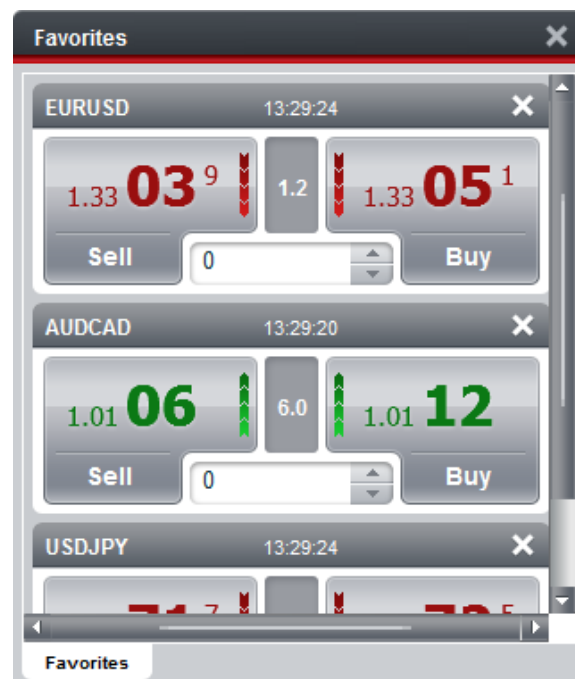 Favorites
EURUSD 13:29:24
1.33 03 9 1.2 1.33 05 1
Sell 0 Buy
AUDCAD 13:29:20
1.01 06 6.0 1.01 12
Sell 0 Buy
USDJPY 13:29:24
71 7
Favorites